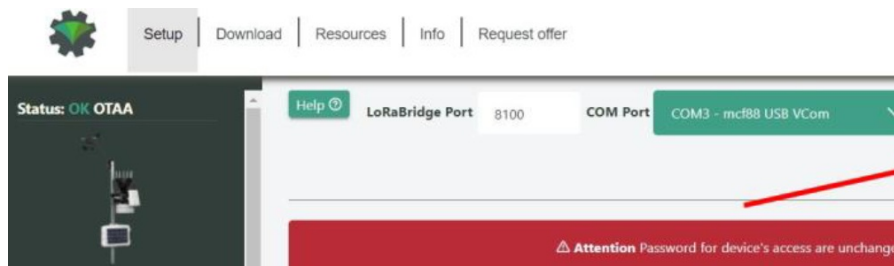 Setup | Download | Resources | Info | Request offer
Status: OK OTAA
Help
LoRaBridge Port 8100 COM Port COM3 - mcf88 USB VCom
Attention Password for device's access are unchange